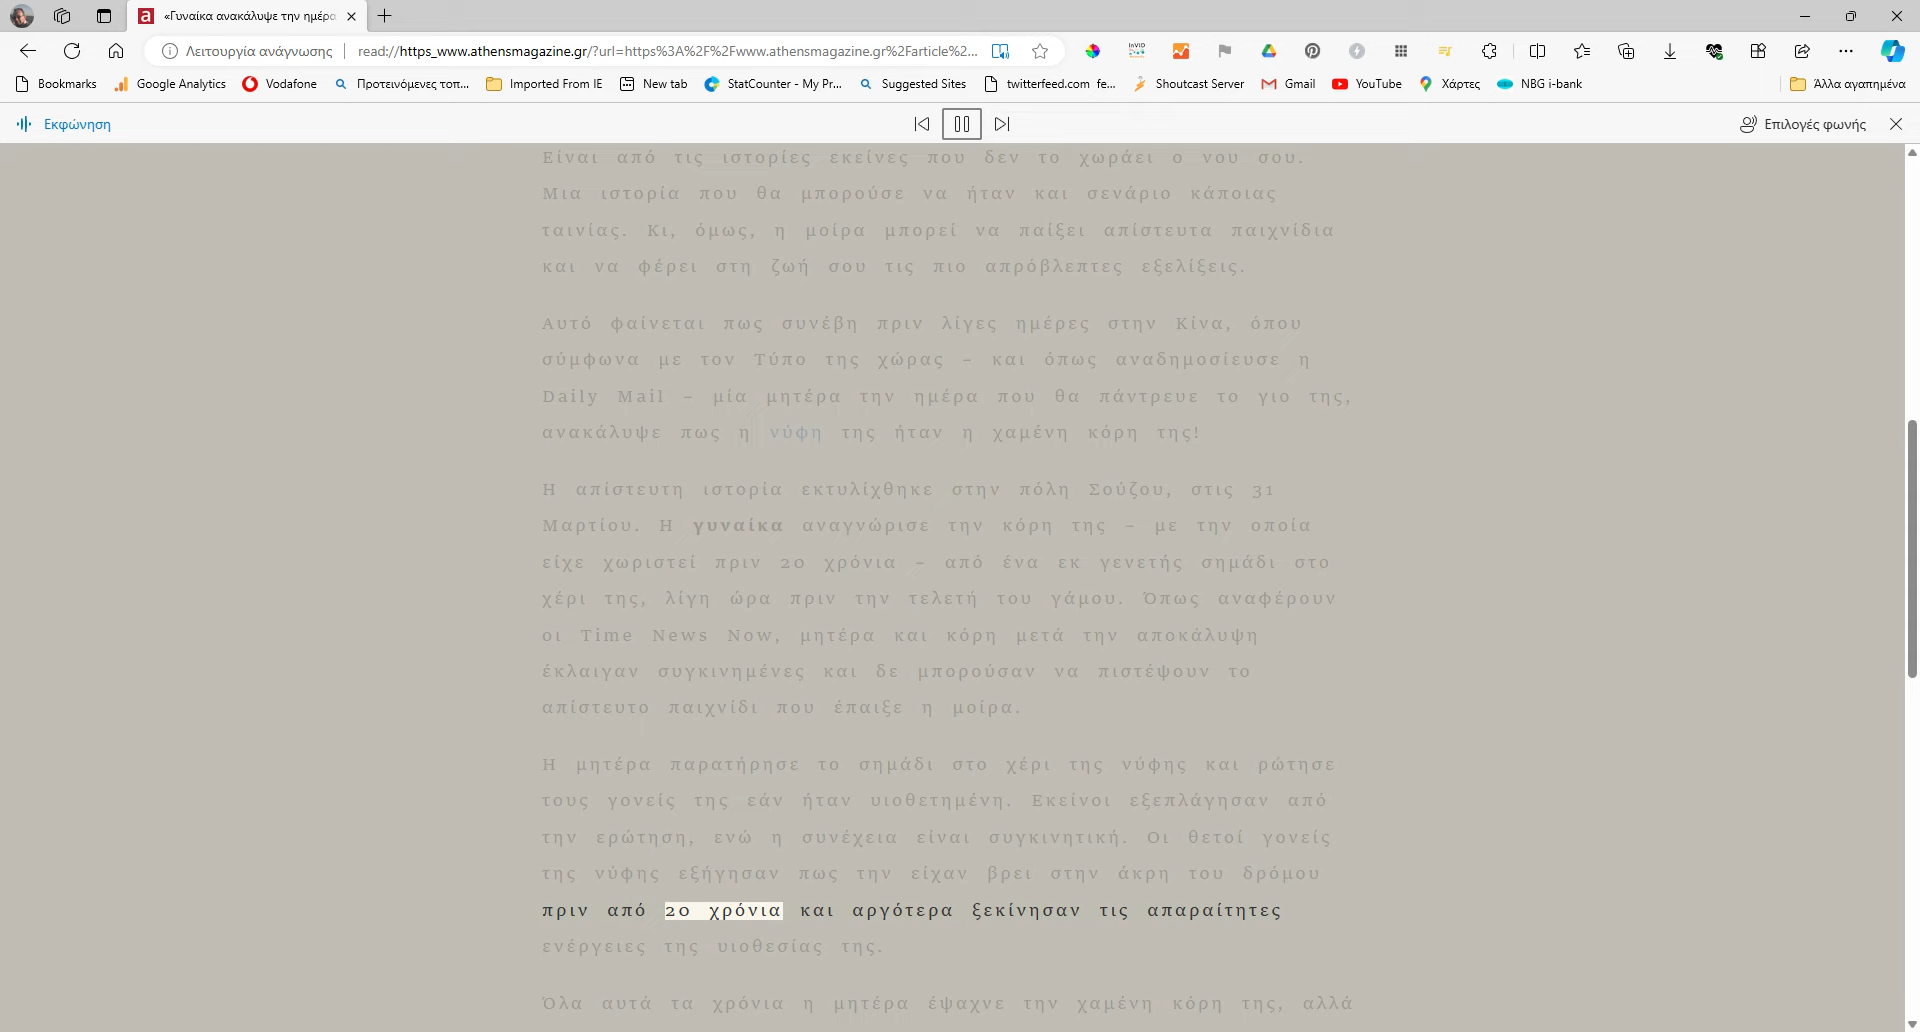 «Γυναίκα ανακάλυψε την ημέρα
Λειτουργία ανάγνωσης
read://https_www.athensmagazine.gr/?url=https%3A%2F%2Fwww.athensmagazine.gr%2Farticle%2...
InVID
Bookmarks
Google Analytics
Vodafone
Προτεινόμενες τοπ...
Imported From IE
New tab
StatCounter - My Pr...
Suggested Sites
twitterfeed.com fe...
Shoutcast Server
Gmail
YouTube
Χάρτες
NBG i-bank
Άλλα αγαπημένα
Εκφώνηση
Επιλογές φωνής
Είναι από τις ιστορίες εκείνες που δεν το χωράει ο νου σου.
Μια ιστορία που θα μπορούσε να ήταν και σενάριο κάποιας
ταινίας. Κι, όμως, η μοίρα μπορεί να παίξει απίστευτα παιχνίδια
και να φέρει στη ζωή σου τις πιο απρόβλεπτες εξελίξεις.
Αυτό φαίνεται πως συνέβη πριν λίγες ημέρες στην Κίνα, όπου
σύμφωνα με τον Τύπο της χώρας – και όπως αναδημοσίευσε η
Daily Mail – μία μητέρα την ημέρα που θα πάντρευε το γιο της,
ανακάλυψε πως η νύφη της ήταν η χαμένη κόρη της!
Η απίστευτη ιστορία εκτυλίχθηκε στην πόλη Σούζου, στις 31
Μαρτίου. Η γυναίκα αναγνώρισε την κόρη της – με την οποία
είχε χωριστεί πριν 20 χρόνια – από ένα εκ γενετής σημάδι στο
χέρι της, λίγη ώρα πριν την τελετή του γάμου. Όπως αναφέρουν
οι Time News Now, μητέρα και κόρη μετά την αποκάλυψη
έκλαιγαν συγκινημένες και δε μπορούσαν να πιστέψουν το
απίστευτο παιχνίδι που έπαιξε η μοίρα.
Η μητέρα παρατήρησε το σημάδι στο χέρι της νύφης και ρώτησε
τους γονείς της εάν ήταν υιοθετημένη. Εκείνοι εξεπλάγησαν από
την ερώτηση, ενώ η συνέχεια είναι συγκινητική. Οι θετοί γονείς
της νύφης εξήγησαν πως την είχαν βρει στην άκρη του δρόμου
πριν από 20 χρόνια και αργότερα ξεκίνησαν τις απαραίτητες
ενέργειες της υιοθεσίας της.
Όλα αυτά τα χρόνια η μητέρα έψαχνε την χαμένη κόρη της, αλλά